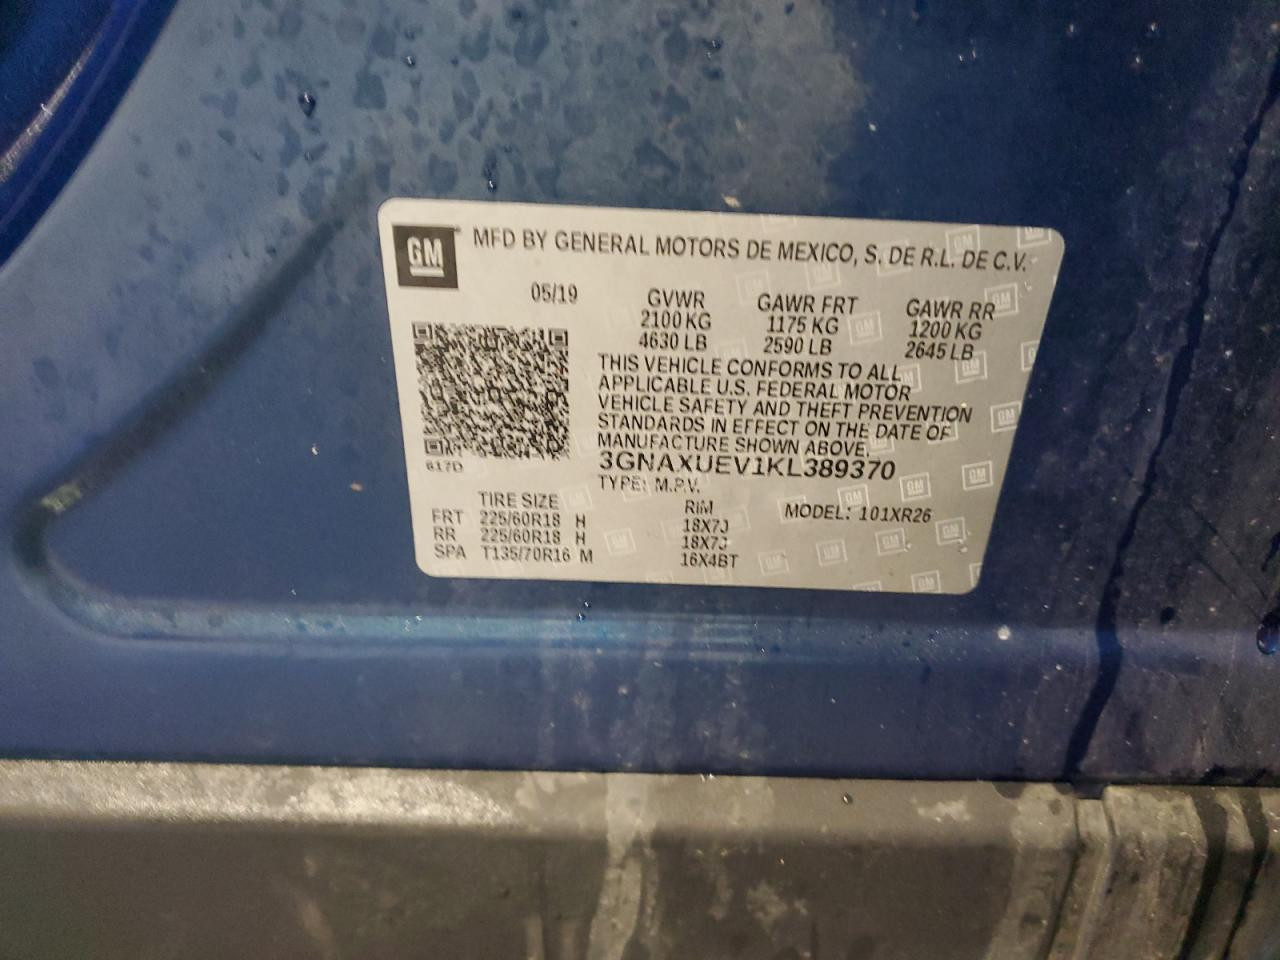 GM
MFD BY GENERAL MOTORS DE MEXICO, S. DE R.L. DE C.V.
05/19
GVWR GAWR FRT GAWR RR
2100 KG 1175 KG 1200 KG
4630 LB 2590 LB 2645 LB
THIS VEHICLE CONFORMS TO ALL
APPLICABLE U.S. FEDERAL MOTOR
VEHICLE SAFETY AND THEFT PREVENTION
STANDARDS IN EFFECT ON THE DATE OF
MANUFACTURE SHOWN ABOVE.
617D
3GNAXUEV1KL389370
TYPE: M.P.V.
TIRE SIZE RIM MODEL: 101XR26
FRT 225/60R18 H 18X7J
RR 225/60R18 H 18X7J
SPA T135/70R16 M 16X4BT